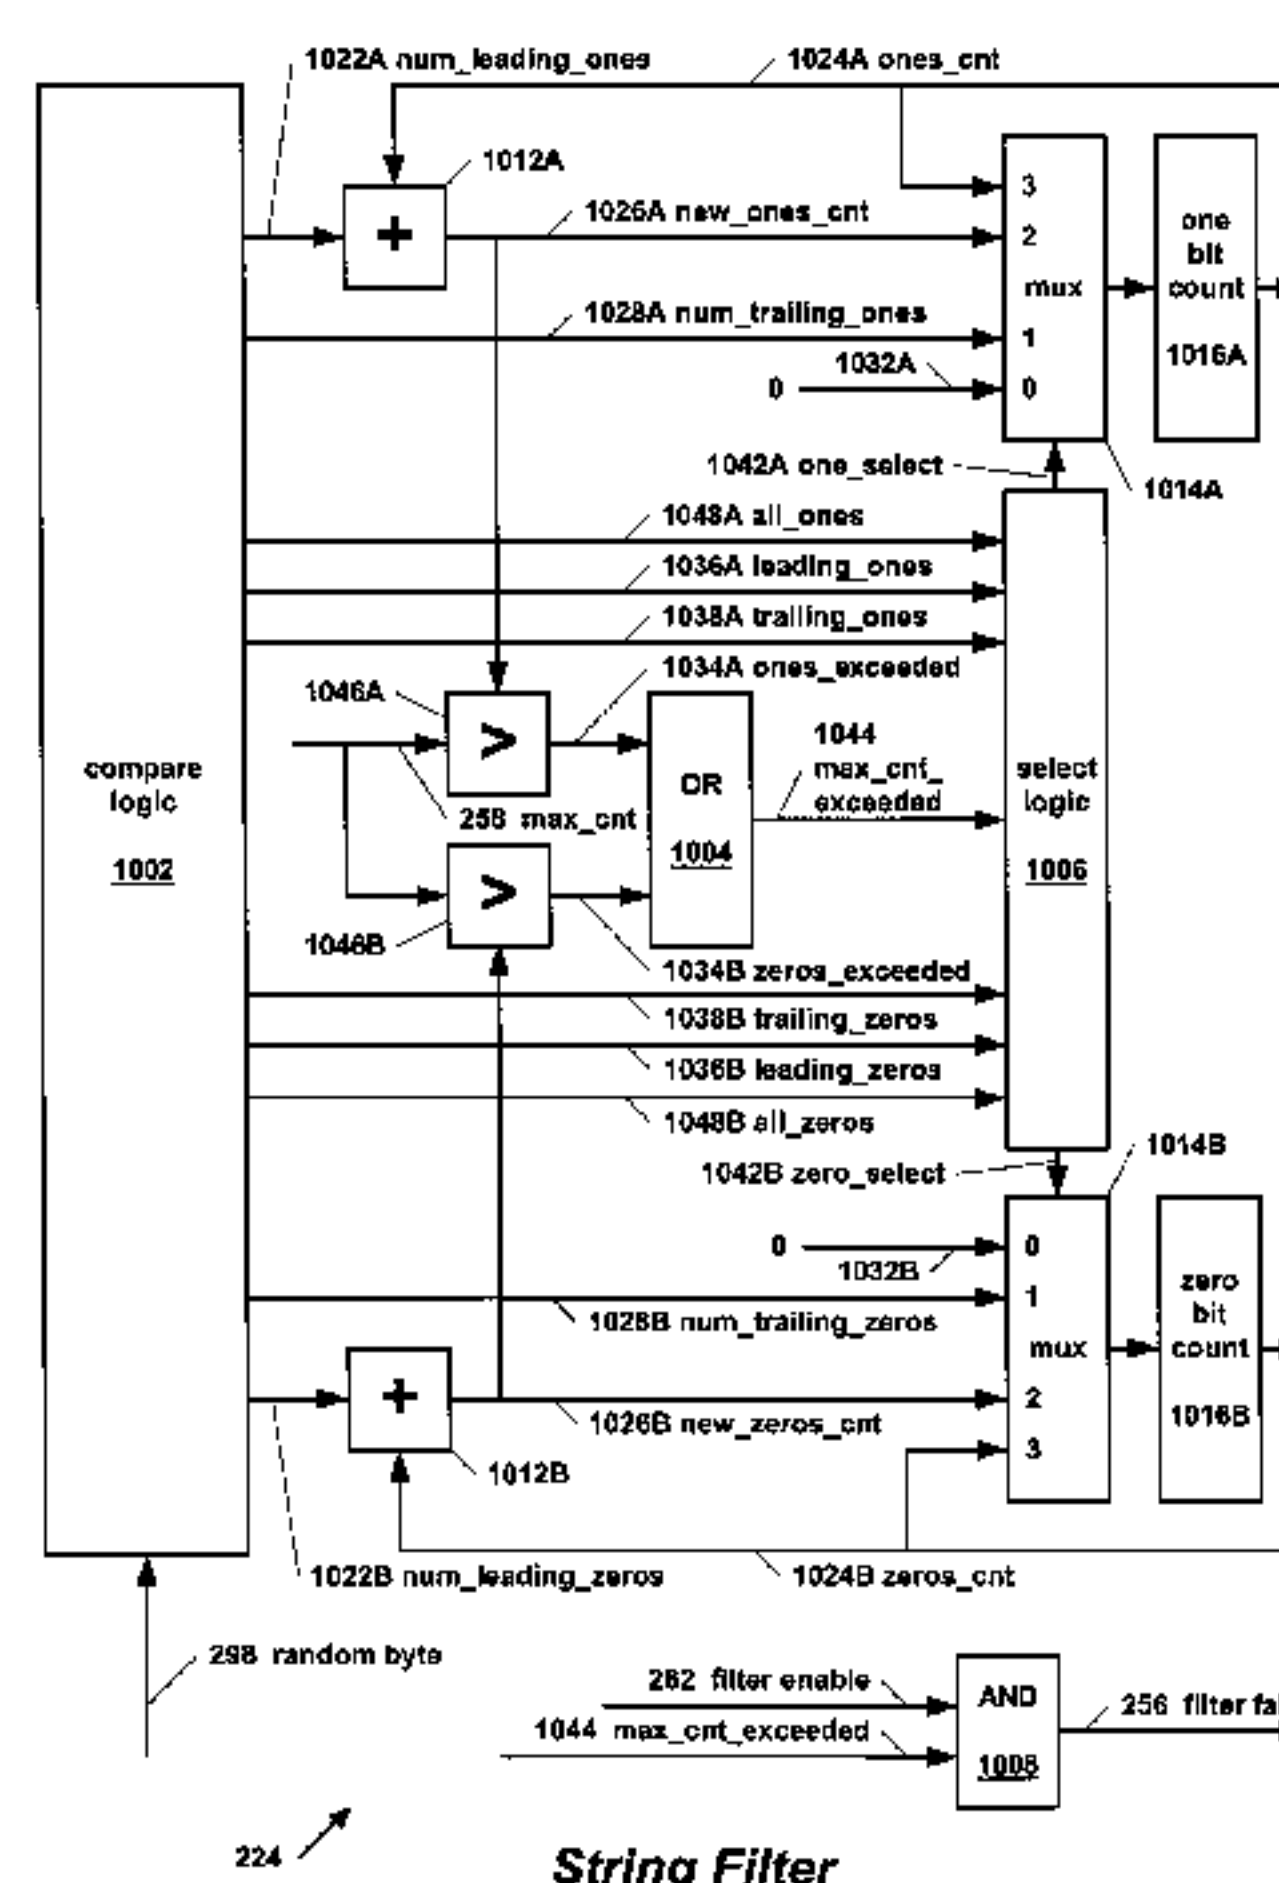 1022A num_leading_ones
1024A ones_cnt
1012A
3
1026A new_ones_cnt
+
2
one
bit
count
mux
1028A num_trailing_ones
1
1016A
1032A
0
0
1042A one_select
1014A
1048A all_ones
1036A leading_ones
1038A trailing_ones
1034A ones_exceeded
1046A
>
1044
max_cnt_
exceeded
compare
logic
1002
OR
1004
select
logic
1006
258 max_cnt
>
1046B
1034B zeros_exceeded
1038B trailing_zeros
1036B leading_zeros
1048B all_zeros
1014B
1042B zero_select
0
0
1032B
zero
bit
count
1
1028B num_trailing_zeros
mux
+
2
1016B
1026B new_zeros_cnt
3
1012B
1022B num_leading_zeros
1024B zeros_cnt
298 random byte
262 filter enable
AND
1008
256 filter fai
1044 max_cnt_exceeded
224
String Filter